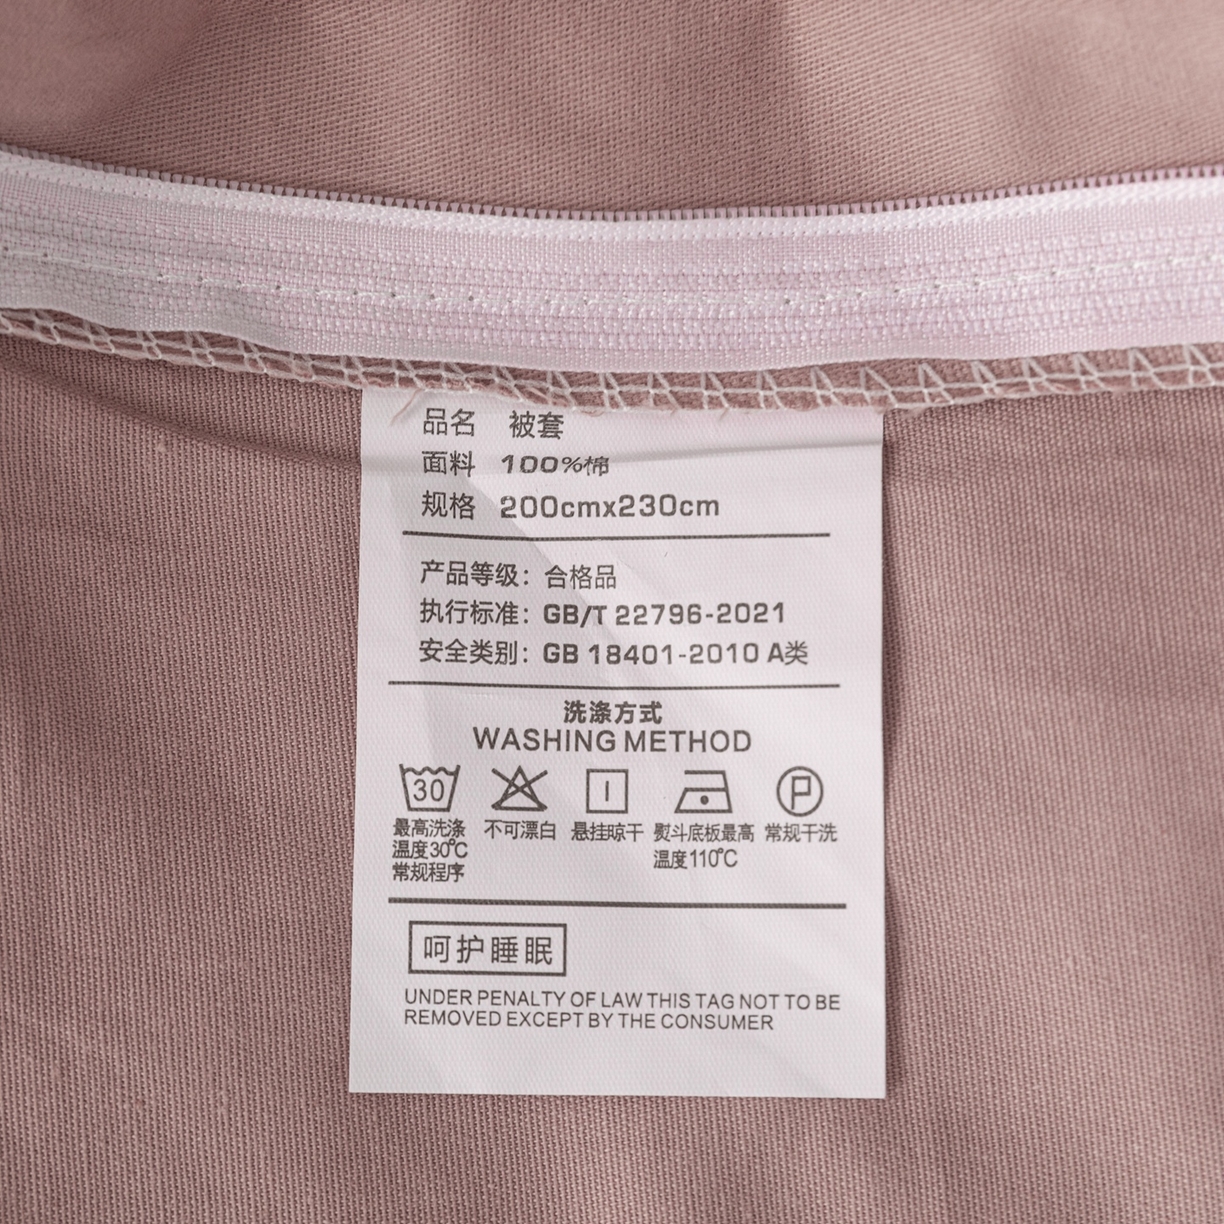 品名 被套
面料 100%棉
规格 200cmx230cm
产品等级：合格品
执行标准：GB/T 22796-2021
安全类别：GB 18401-2010 A类
洗涤方式
WASHING METHOD
30 P
最高洗涤 不可漂白 悬挂晾干 熨斗底板最高 常规干洗
温度30℃ 温度110℃
常规程序
呵护睡眠
UNDER PENALTY OF LAW THIS TAG NOT TO BE
REMOVED EXCEPT BY THE CONSUMER